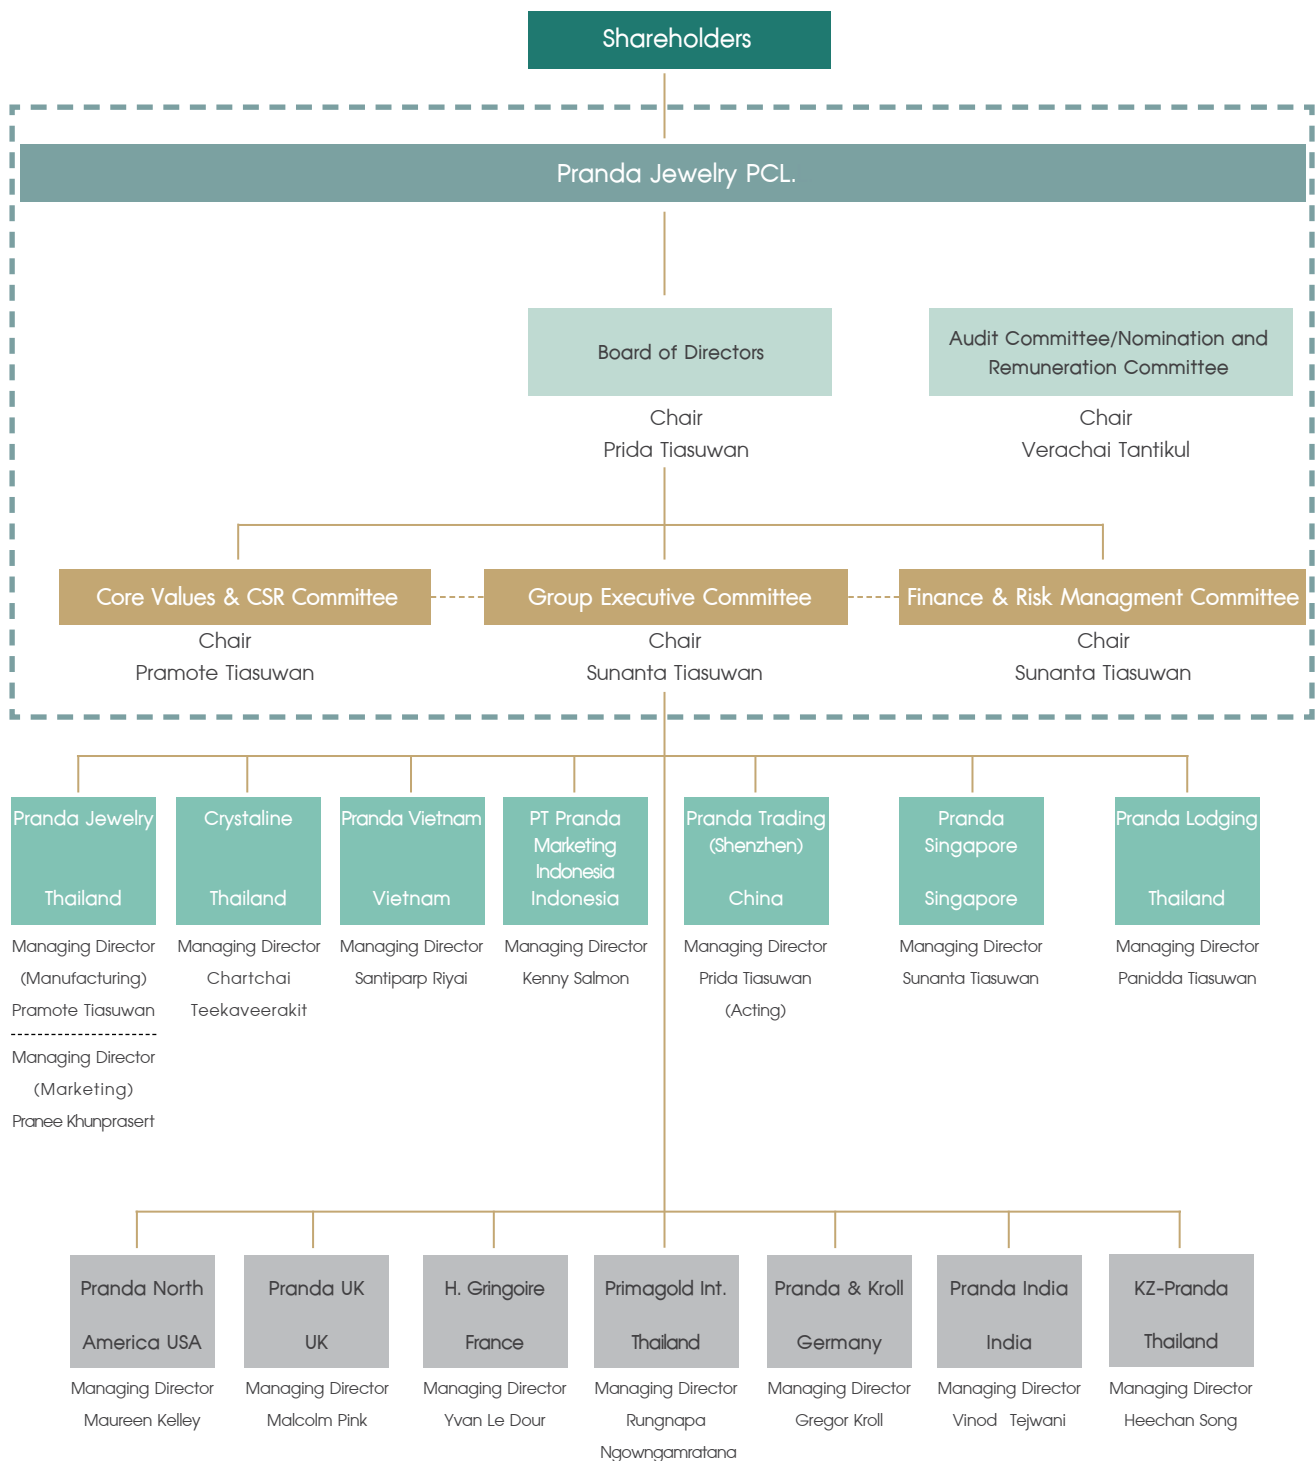 Shareholders
Pranda Jewelry PCL.
Board of Directors
Chair
Prida Tiasuwan
Audit Committee/Nomination and
Remuneration Committee
Chair
Verachai Tantikul
Core Values & CSR Committee
Chair
Pramote Tiasuwan
Group Executive Committee
Chair
Sunanta Tiasuwan
Finance & Risk Managment Committee
Chair
Sunanta Tiasuwan
Pranda Jewelry
Thailand
Managing Director
(Manufacturing)
Pramote Tiasuwan
Managing Director
(Marketing)
Pranee Khunprasert
Crystaline
Thailand
Managing Director
Chartchai
Teekaveerakit
Pranda Vietnam
Vietnam
Managing Director
Santiparp Riyai
PT Pranda
Marketing
Indonesia
Indonesia
Managing Director
Kenny Salmon
Pranda Trading
(Shenzhen)
China
Managing Director
Prida Tiasuwan
(Acting)
Pranda
Singapore
Singapore
Managing Director
Sunanta Tiasuwan
Pranda Lodging
Thailand
Managing Director
Panidda Tiasuwan
Pranda North
America USA
Managing Director
Maureen Kelley
Pranda UK
UK
Managing Director
Malcolm Pink
H. Gringoire
France
Managing Director
Yvan Le Dour
Primagold Int.
Thailand
Managing Director
Rungnapa
Ngowngamratana
Pranda & Kroll
Germany
Managing Director
Gregor Kroll
Pranda India
India
Managing Director
Vinod Tejwani
KZ-Pranda
Thailand
Managing Director
Heechan Song